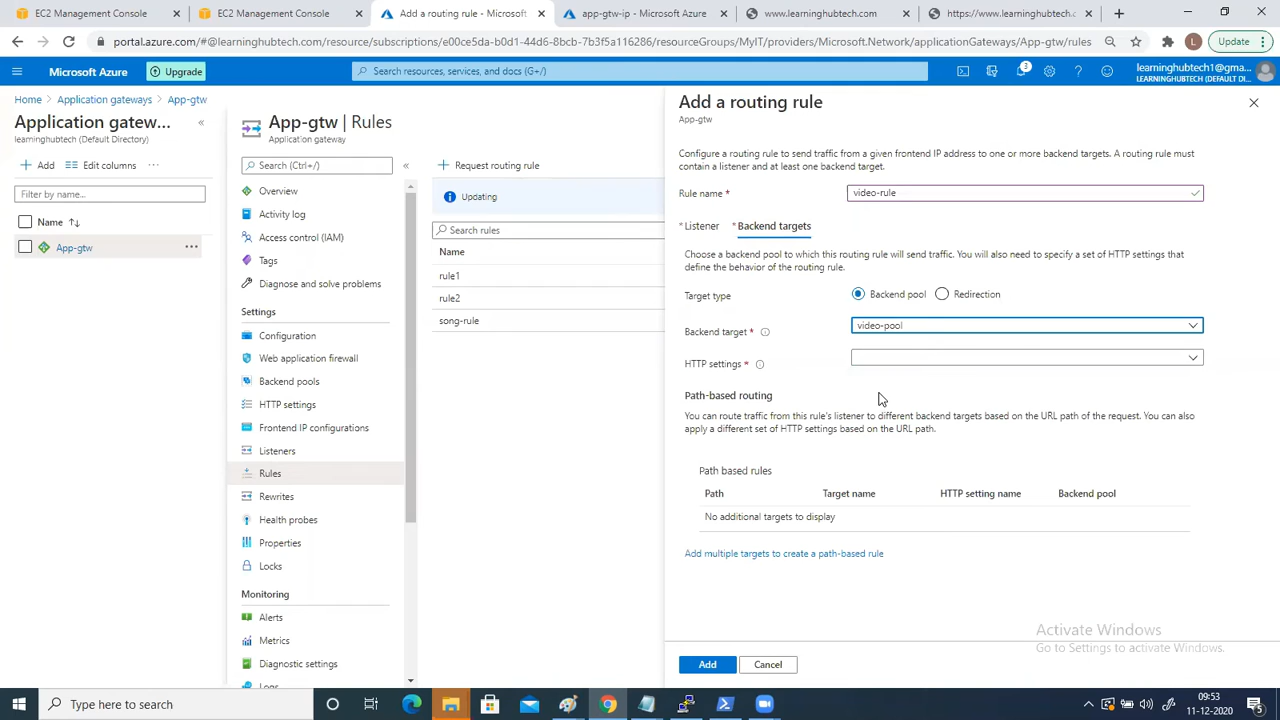 EC2 Management Console
EC2 Management Console
Add a routing rule - Microsoft
app-gtw-ip - Microsoft Azure
www.learninghubtech.com
https://www.learninghubtech.c
portal.azure.com/#@learninghubtech.com/resource/subscriptions/e00ce5da-b0d1-44d6-8bcb-7b3f5a116286/resourceGroups/MyIT/providers/Microsoft.Network/applicationGateways/App-gtw/rules
L
Update
Microsoft Azure
Upgrade
Search resources, services, and docs (G+/)
3
learninghubtech1@gma...
LEARNINGHUBTECH (DEFAULT DI...
Home > Application gateways > App-gtw
Application gatew...
learninghubtech (Default Directory)
Add
Edit columns
Filter by name...
Name
App-gtw
App-gtw | Rules
Application gateway
Search (Ctrl+/)
Overview
Activity log
Access control (IAM)
Tags
Diagnose and solve problems
Settings
Configuration
Web application firewall
Backend pools
HTTP settings
Frontend IP configurations
Listeners
Rules
Rewrites
Health probes
Properties
Locks
Monitoring
Alerts
Metrics
Diagnostic settings
Logs
Request routing rule
Updating
Search rules
Name
rule1
rule2
song-rule
Add a routing rule
App-gtw
Configure a routing rule to send traffic from a given frontend IP address to one or more backend targets. A routing rule must
contain a listener and at least one backend target.
Rule name *
video-rule
* Listener
* Backend targets
Choose a backend pool to which this routing rule will send traffic. You will also need to specify a set of HTTP settings that
define the behavior of the routing rule.
Target type
Backend pool
Redirection
Backend target *
video-pool
HTTP settings *
Path-based routing
You can route traffic from this rule's listener to different backend targets based on the URL path of the request. You can also
apply a different set of HTTP settings based on the URL path.
Path based rules
Path
Target name
HTTP setting name
Backend pool
No additional targets to display
Add multiple targets to create a path-based rule
Activate Windows
Go to Settings to activate Windows.
Add
Cancel
Type here to search
09:53
11-12-2020